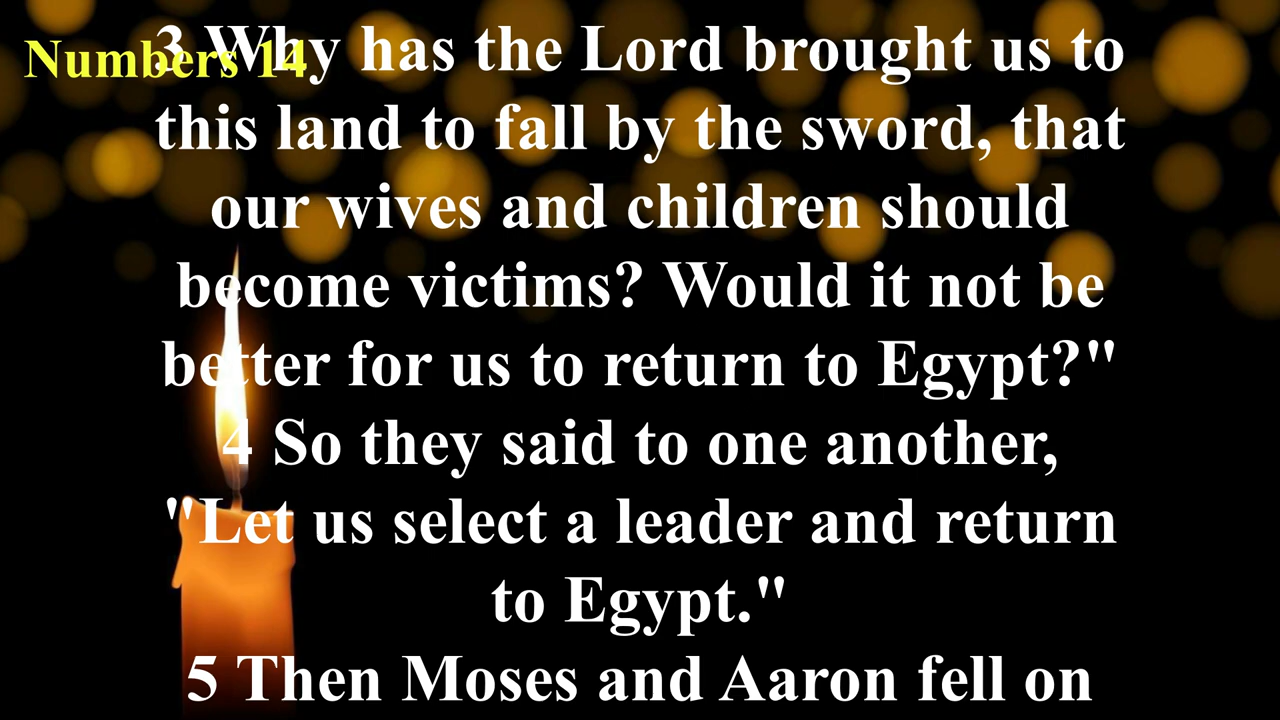 Numbers 14
3 Why has the Lord brought us to
this land to fall by the sword, that
our wives and children should
become victims? Would it not be
better for us to return to Egypt?"
4 So they said to one another,
"Let us select a leader and return
to Egypt."
5 Then Moses and Aaron fell on